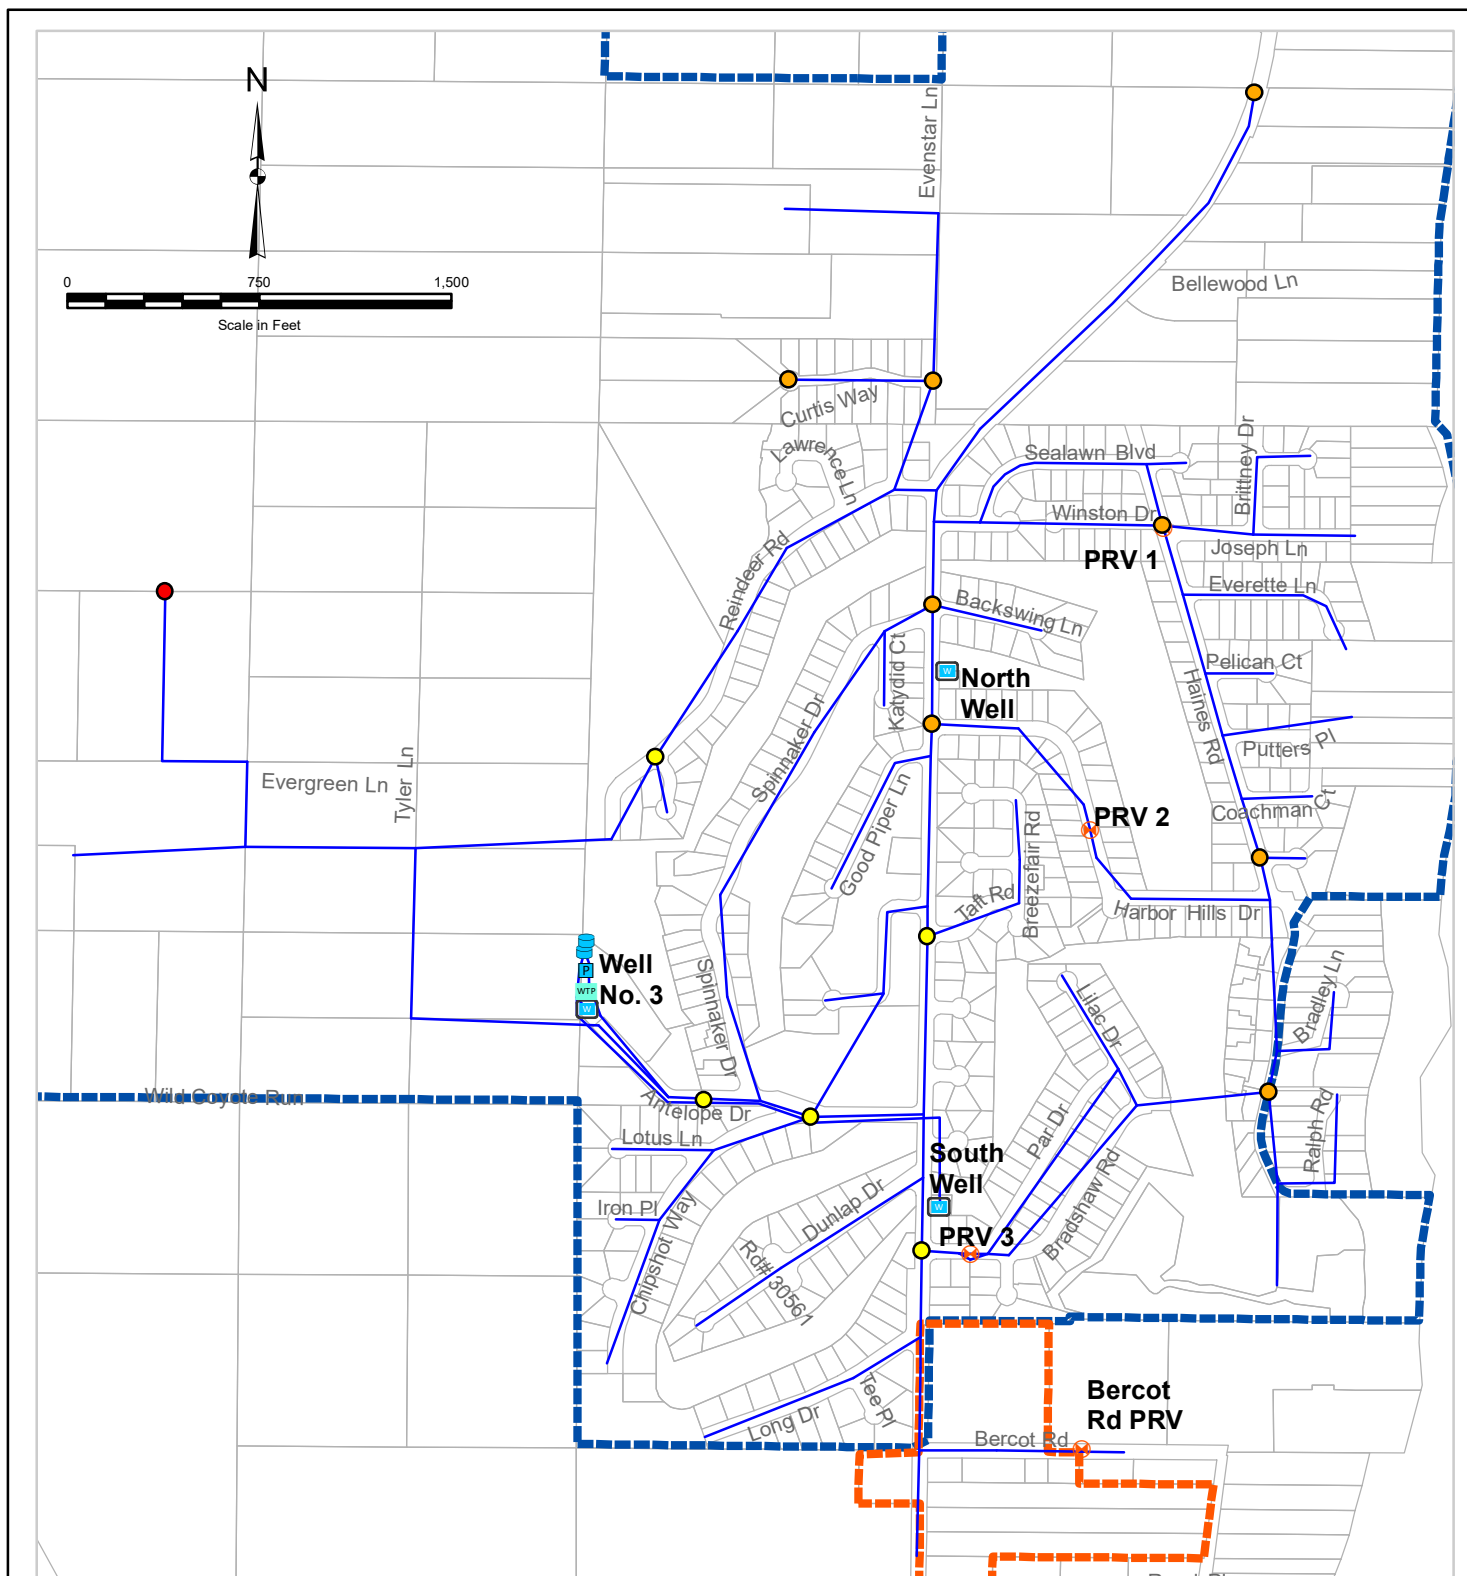 N
Evenstar Ln
0
750
1,500
Scale in Feet
Bellewood Ln
Curtis Way
Lawrence Ln
Sealawn Blvd
Brittney Dr
Winston Dr
PRV 1
Joseph Ln
Everette Ln
Reindeer Rd
Backswing Ln
Katydid Ct
Pelican Ct
W
North
Well
Haines Rd
Spinnaker Dr
Putters Pl
Evergreen Ln
Tyler Ln
Good Piper Ln
Breezefair Rd
PRV 2
Coachman Ct
Taft Rd
Harbor Hills Dr
P
WTP
W
Well
No. 3
Spinnaker Dr
Lilac Dr
Bradley Ln
Wild Coyote Run
Antelope Dr
Lotus Ln
Par Dr
Ralph Rd
South
Well
W
Iron Pl
Chipshot Way
Dunlap Dr
Rd# 30561
PRV 3
Bradshaw Rd
Long Dr
Tee Pl
Bercot
Rd PRV
Bercot Rd